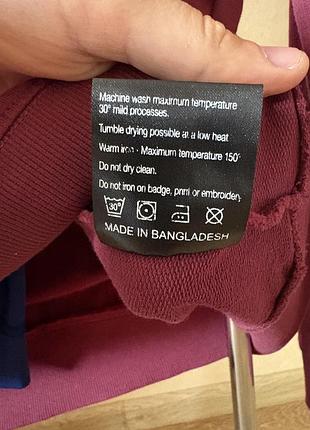 Machine wash maximum temperature
30° mild processes.
Tumble drying possible at a low heat
Warm iron - Maximum temperature 150°
Do not dry clean.
Do not iron on badge, print or embroidery
30°
MADE IN BANGLADESH